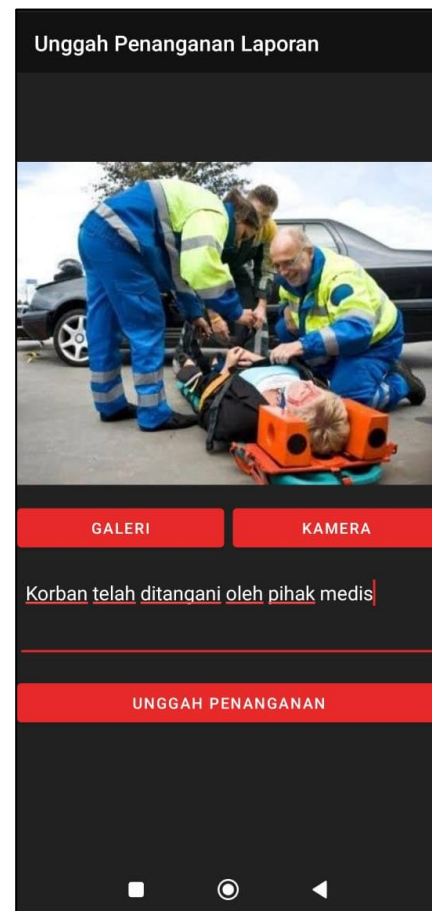 Unggah Penanganan Laporan
GALERI
KAMERA
Korban telah ditangani oleh pihak medis
UNGGAH PENANGANAN